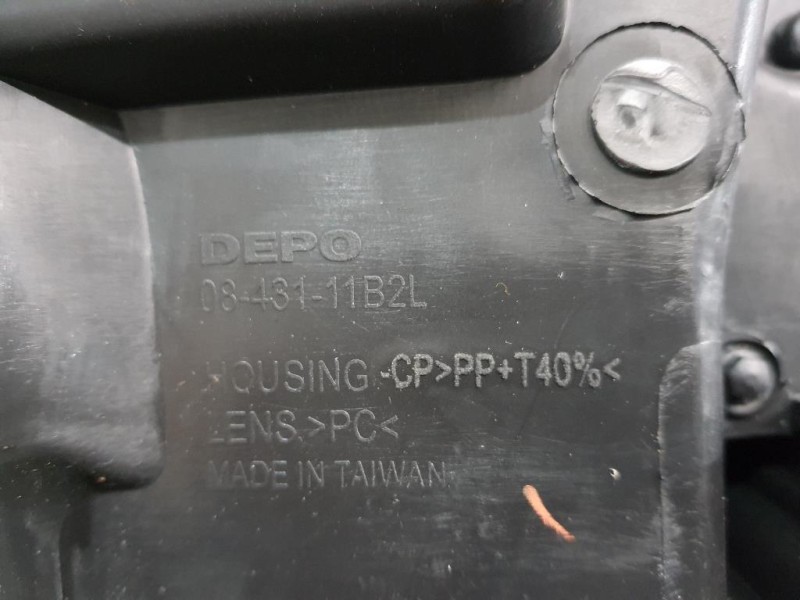 DEPO
08-431-11B2L
HOUSING -CP>PP+T40%<
LENS.>PC<
MADE IN TAIWAN